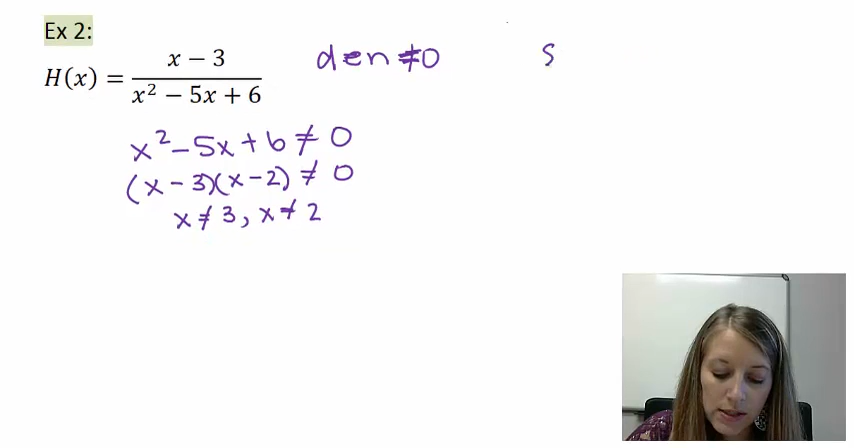 Ex 2:
H(x) = (x − 3)/(x² − 5x + 6)
den ≠ 0
S
x² − 5x + 6 ≠ 0
(x − 3)(x − 2) ≠ 0
x ≠ 3, x ≠ 2